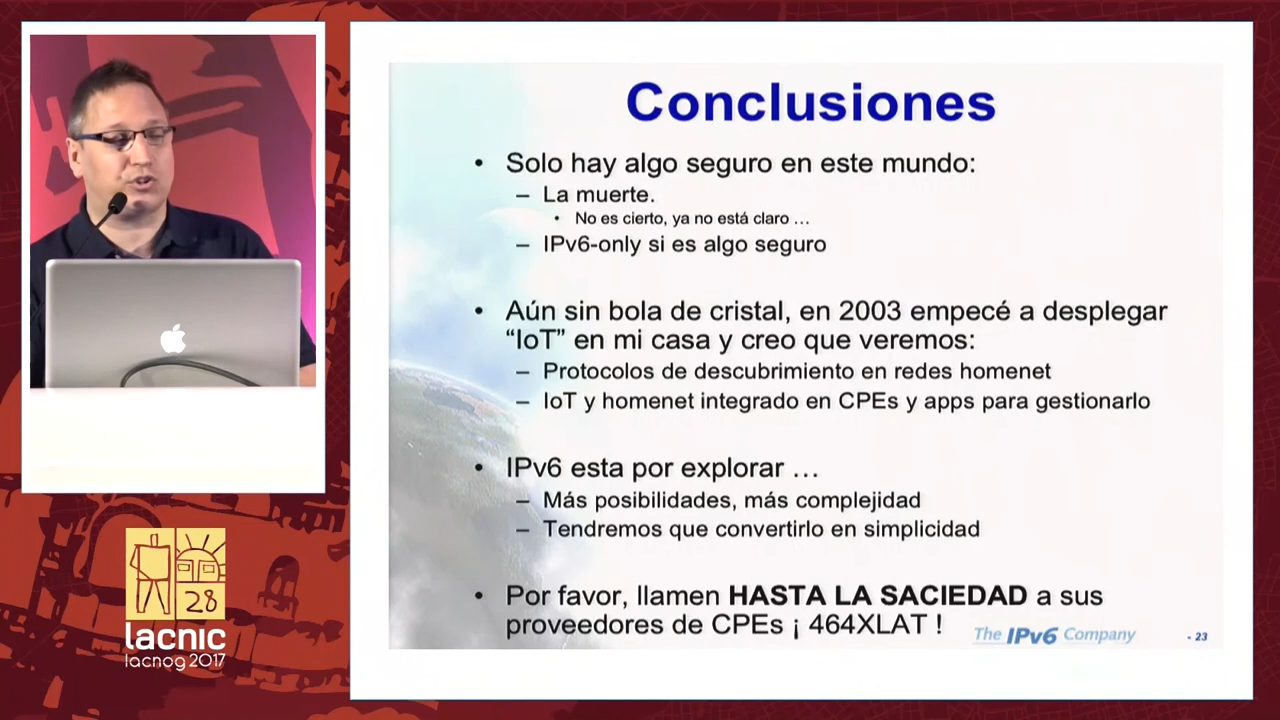 Conclusiones
• Solo hay algo seguro en este mundo:
– La muerte.
• No es cierto, ya no está claro …
– IPv6-only si es algo seguro
• Aún sin bola de cristal, en 2003 empecé a desplegar
“IoT” en mi casa y creo que veremos:
– Protocolos de descubrimiento en redes homenet
– IoT y homenet integrado en CPEs y apps para gestionarlo
• IPv6 esta por explorar …
– Más posibilidades, más complejidad
– Tendremos que convertirlo en simplicidad
• Por favor, llamen HASTA LA SACIEDAD a sus
proveedores de CPEs ¡ 464XLAT !
The IPv6 Company
- 23
28
lacnic
lacnog 2017